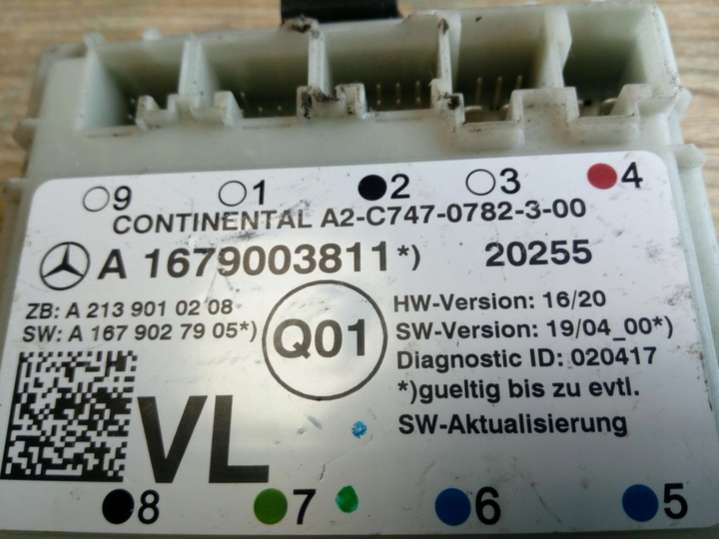 9 1 2 3 4
CONTINENTAL A2-C747-0782-3-00
A 1679003811*) 20255
ZB: A 213 901 02 08
SW: A 167 902 79 05*)
Q01
HW-Version: 16/20
SW-Version: 19/04_00*)
Diagnostic ID: 020417
*)gueltig bis zu evtl.
SW-Aktualisierung
VL
8 7 6 5